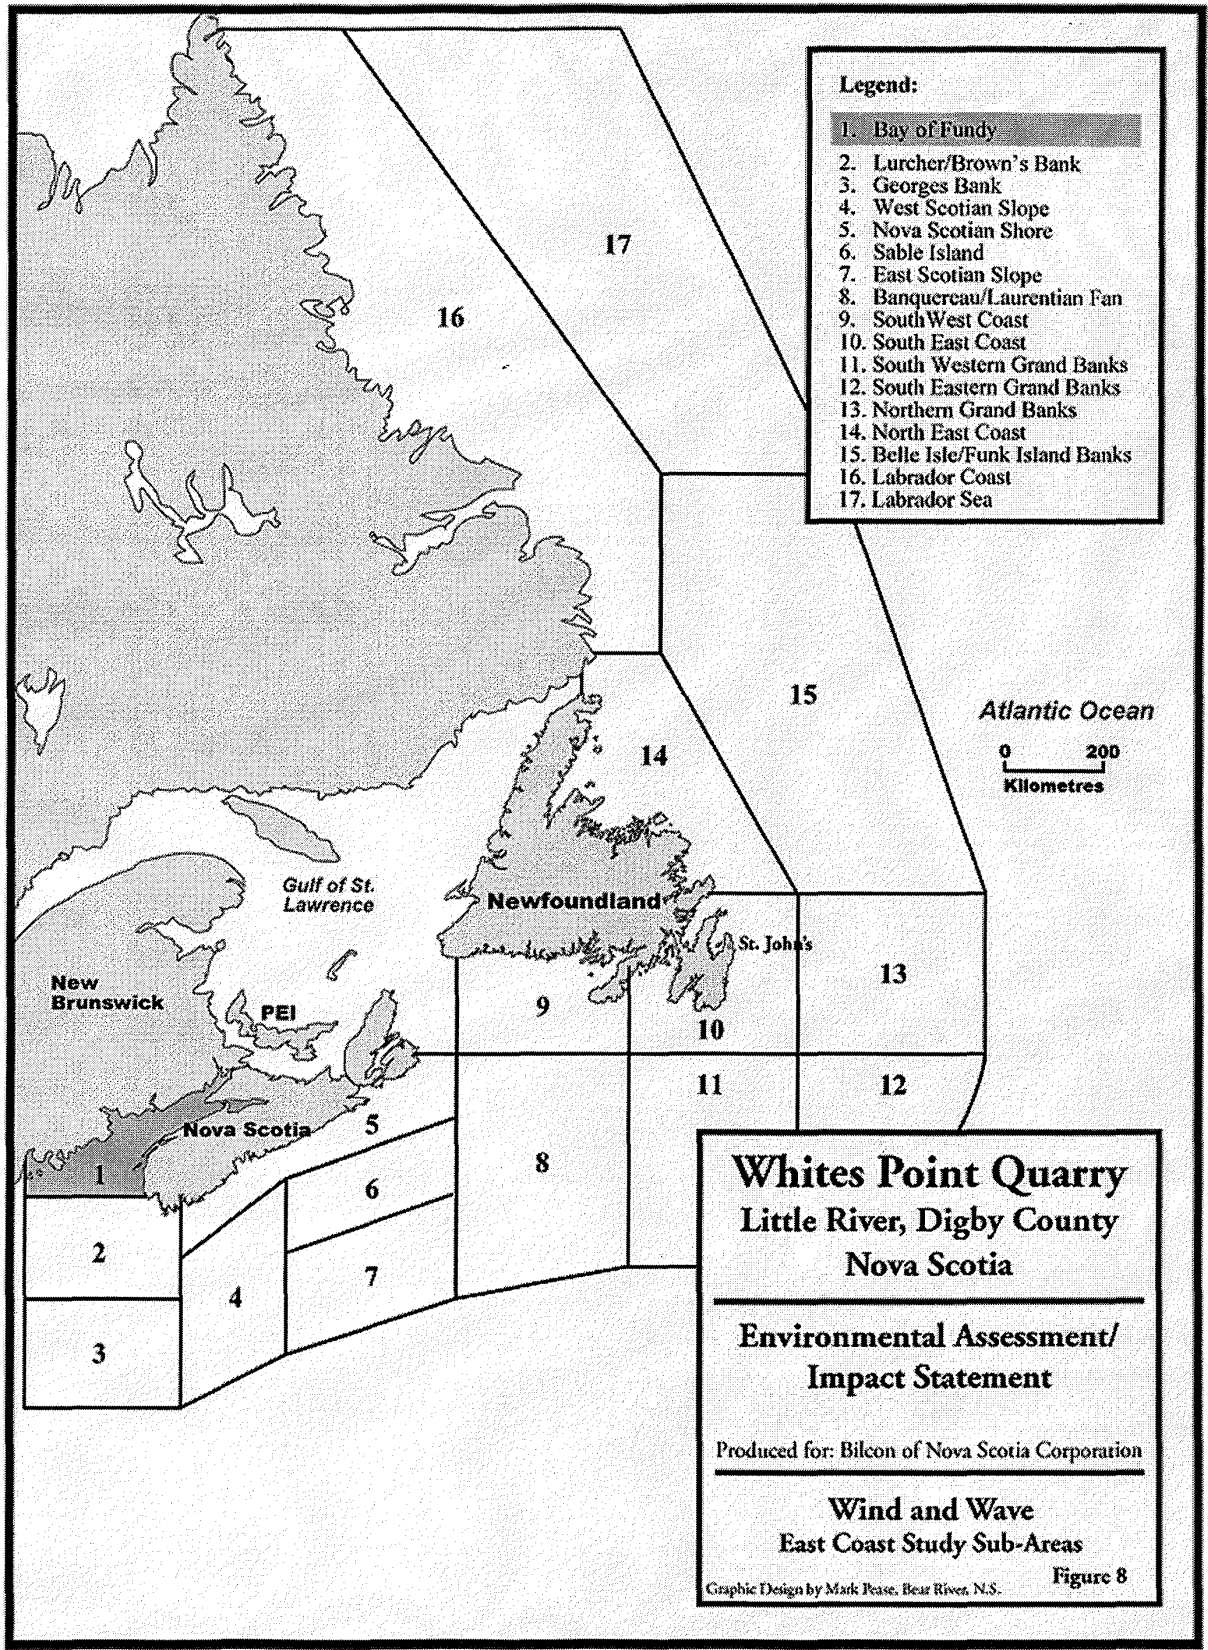 Legend:
1. Bay of Fundy
2. Lurcher/Brown's Bank
3. Georges Bank
4. West Scotian Slope
5. Nova Scotian Shore
6. Sable Island
7. East Scotian Slope
8. Banquereau/Laurentian Fan
9. SouthWest Coast
10. South East Coast
11. South Western Grand Banks
12. South Eastern Grand Banks
13. Northern Grand Banks
14. North East Coast
15. Belle Isle/Funk Island Banks
16. Labrador Coast
17. Labrador Sea
17
16
15
Atlantic Ocean
0 200
Kilometres
14
Gulf of St.
Lawrence
Newfoundland
St. John's
New
Brunswick
PEI
9
10
13
11
12
Nova Scotia
5
1
6
8
2
4
7
3
Whites Point Quarry
Little River, Digby County
Nova Scotia
Environmental Assessment/
Impact Statement
Produced for: Bilcon of Nova Scotia Corporation
Wind and Wave
East Coast Study Sub-Areas
Figure 8
Graphic Design by Mark Pease, Bear River, N.S.